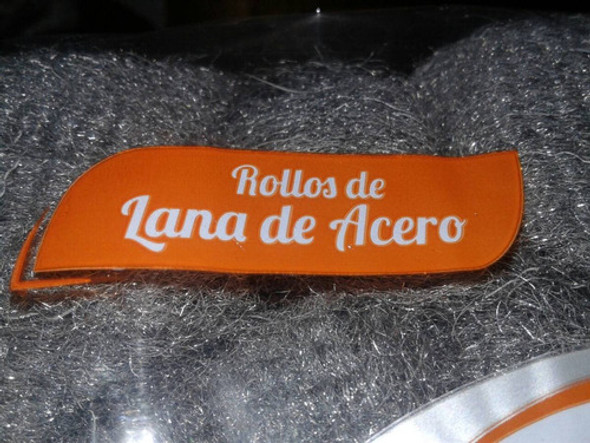 Rollos de
Lana de Acero